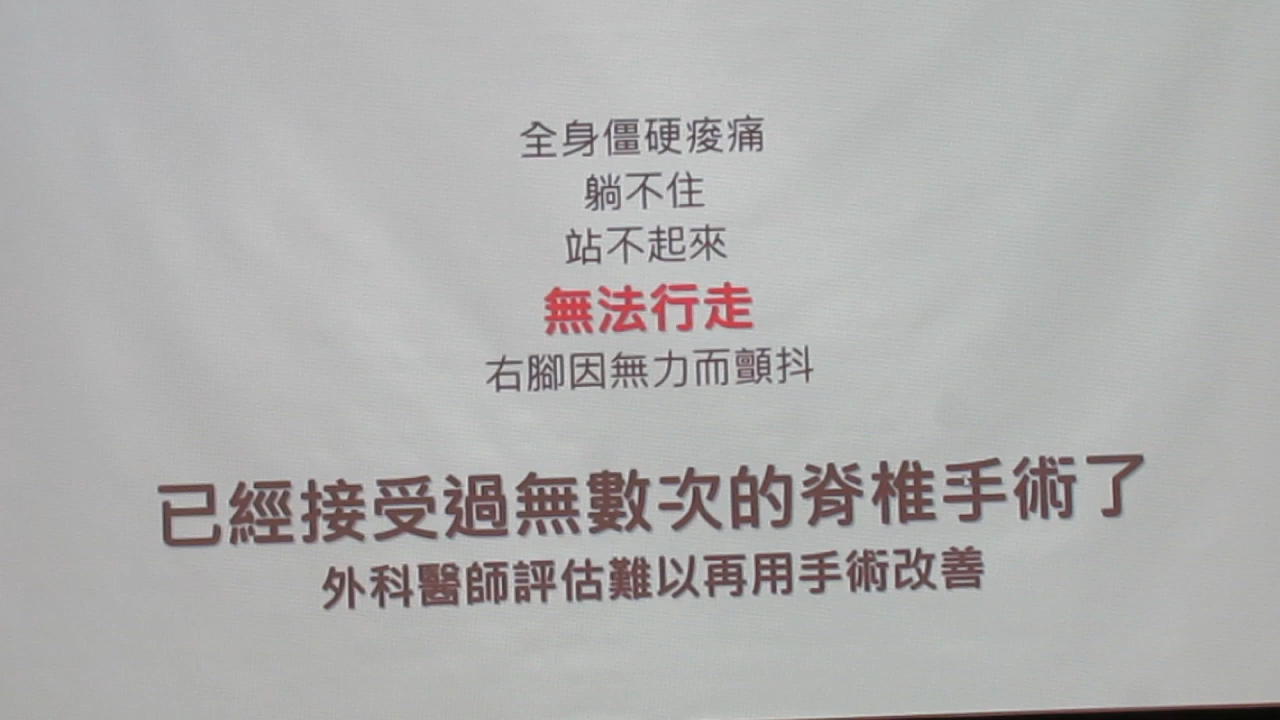 全身僵硬痠痛
躺不住
站不起來
無法行走
右腳因無力而顫抖
已經接受過無數次的脊椎手術了
外科醫師評估難以再用手術改善